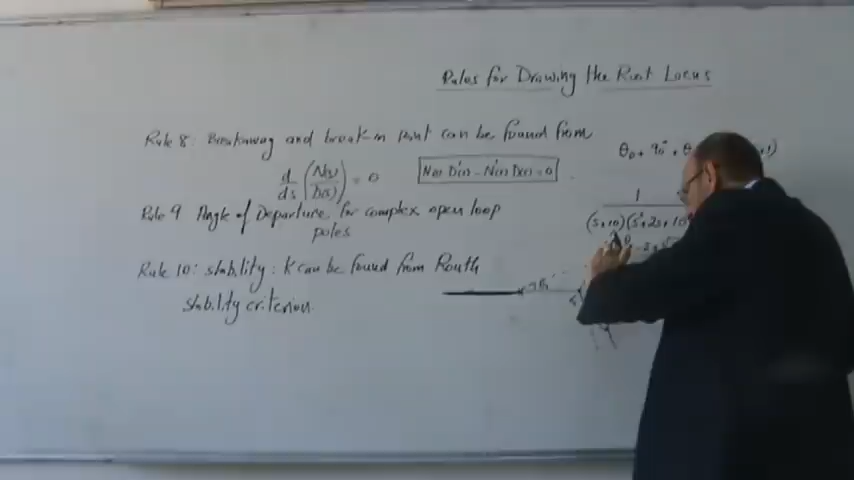 Rules for Drawing the Root Locus
Rule 8: Breakaway and break-in point can be found from
d/ds (N(s)/D(s)) = 0
N(s) D'(s) - N'(s) D(s) = 0
Rule 9 Angle of Departure for complex open loop
poles
Rule 10: stability: K can be found from Routh
stability criterion.
θD + 90° + θ
1
(s+10)(s²+2s+10